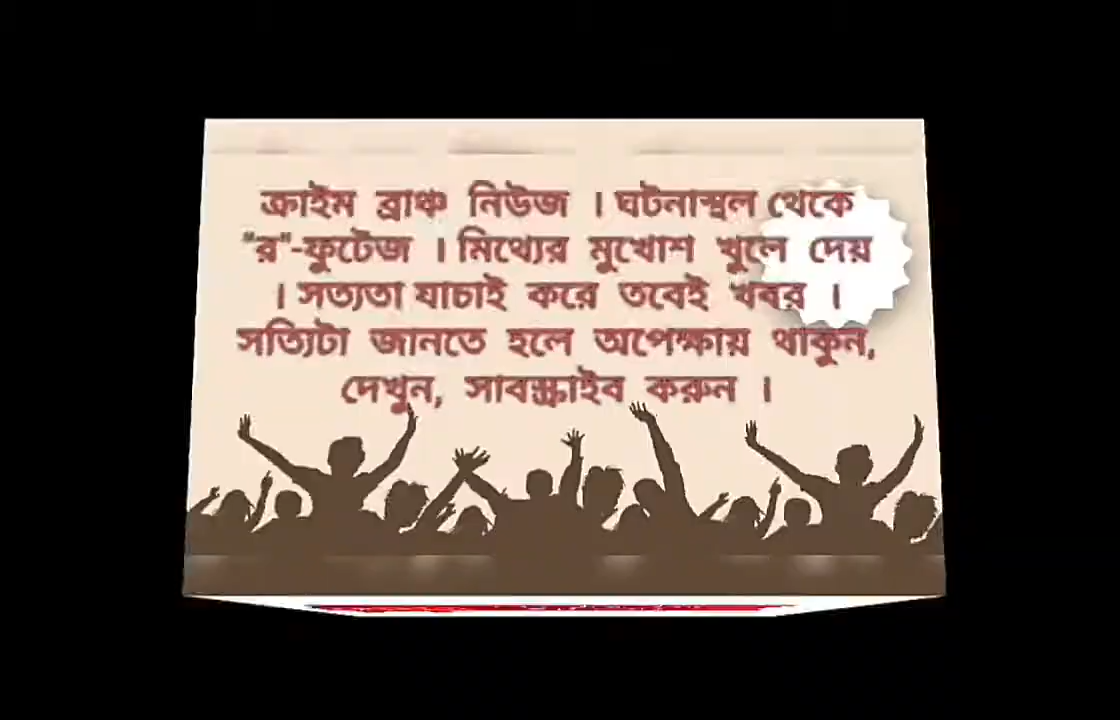 ক্রাইম ব্রাঞ্চ নিউজ । ঘটনাস্থল থেকে
"র"-ফুটেজ । মিথ্যের মুখোশ খুলে দেয়
। সত্যতা যাচাই করে তবেই খবর ।
সত্যিটা জানতে হলে অপেক্ষায় থাকুন,
দেখুন, সাবস্ক্রাইব করুন ।